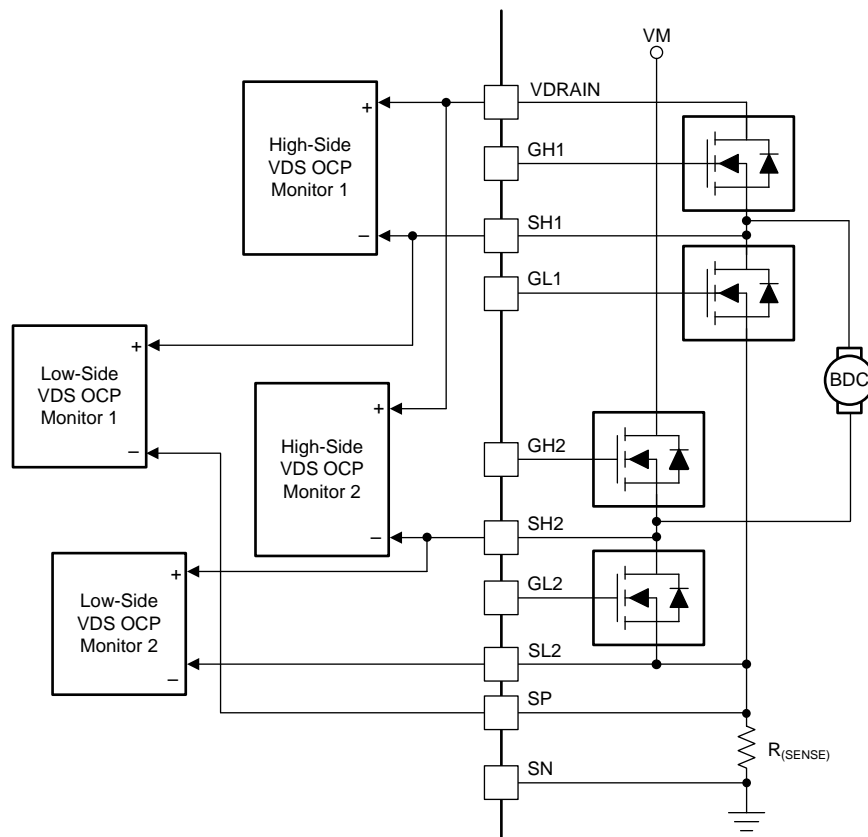 VM
VDRAIN
+
High-Side
VDS OCP
Monitor 1
–
GH1
SH1
GL1
+
Low-Side
VDS OCP
Monitor 1
–
BDC
+
High-Side
VDS OCP
Monitor 2
–
GH2
SH2
GL2
+
Low-Side
VDS OCP
Monitor 2
–
SL2
SP
R(SENSE)
SN